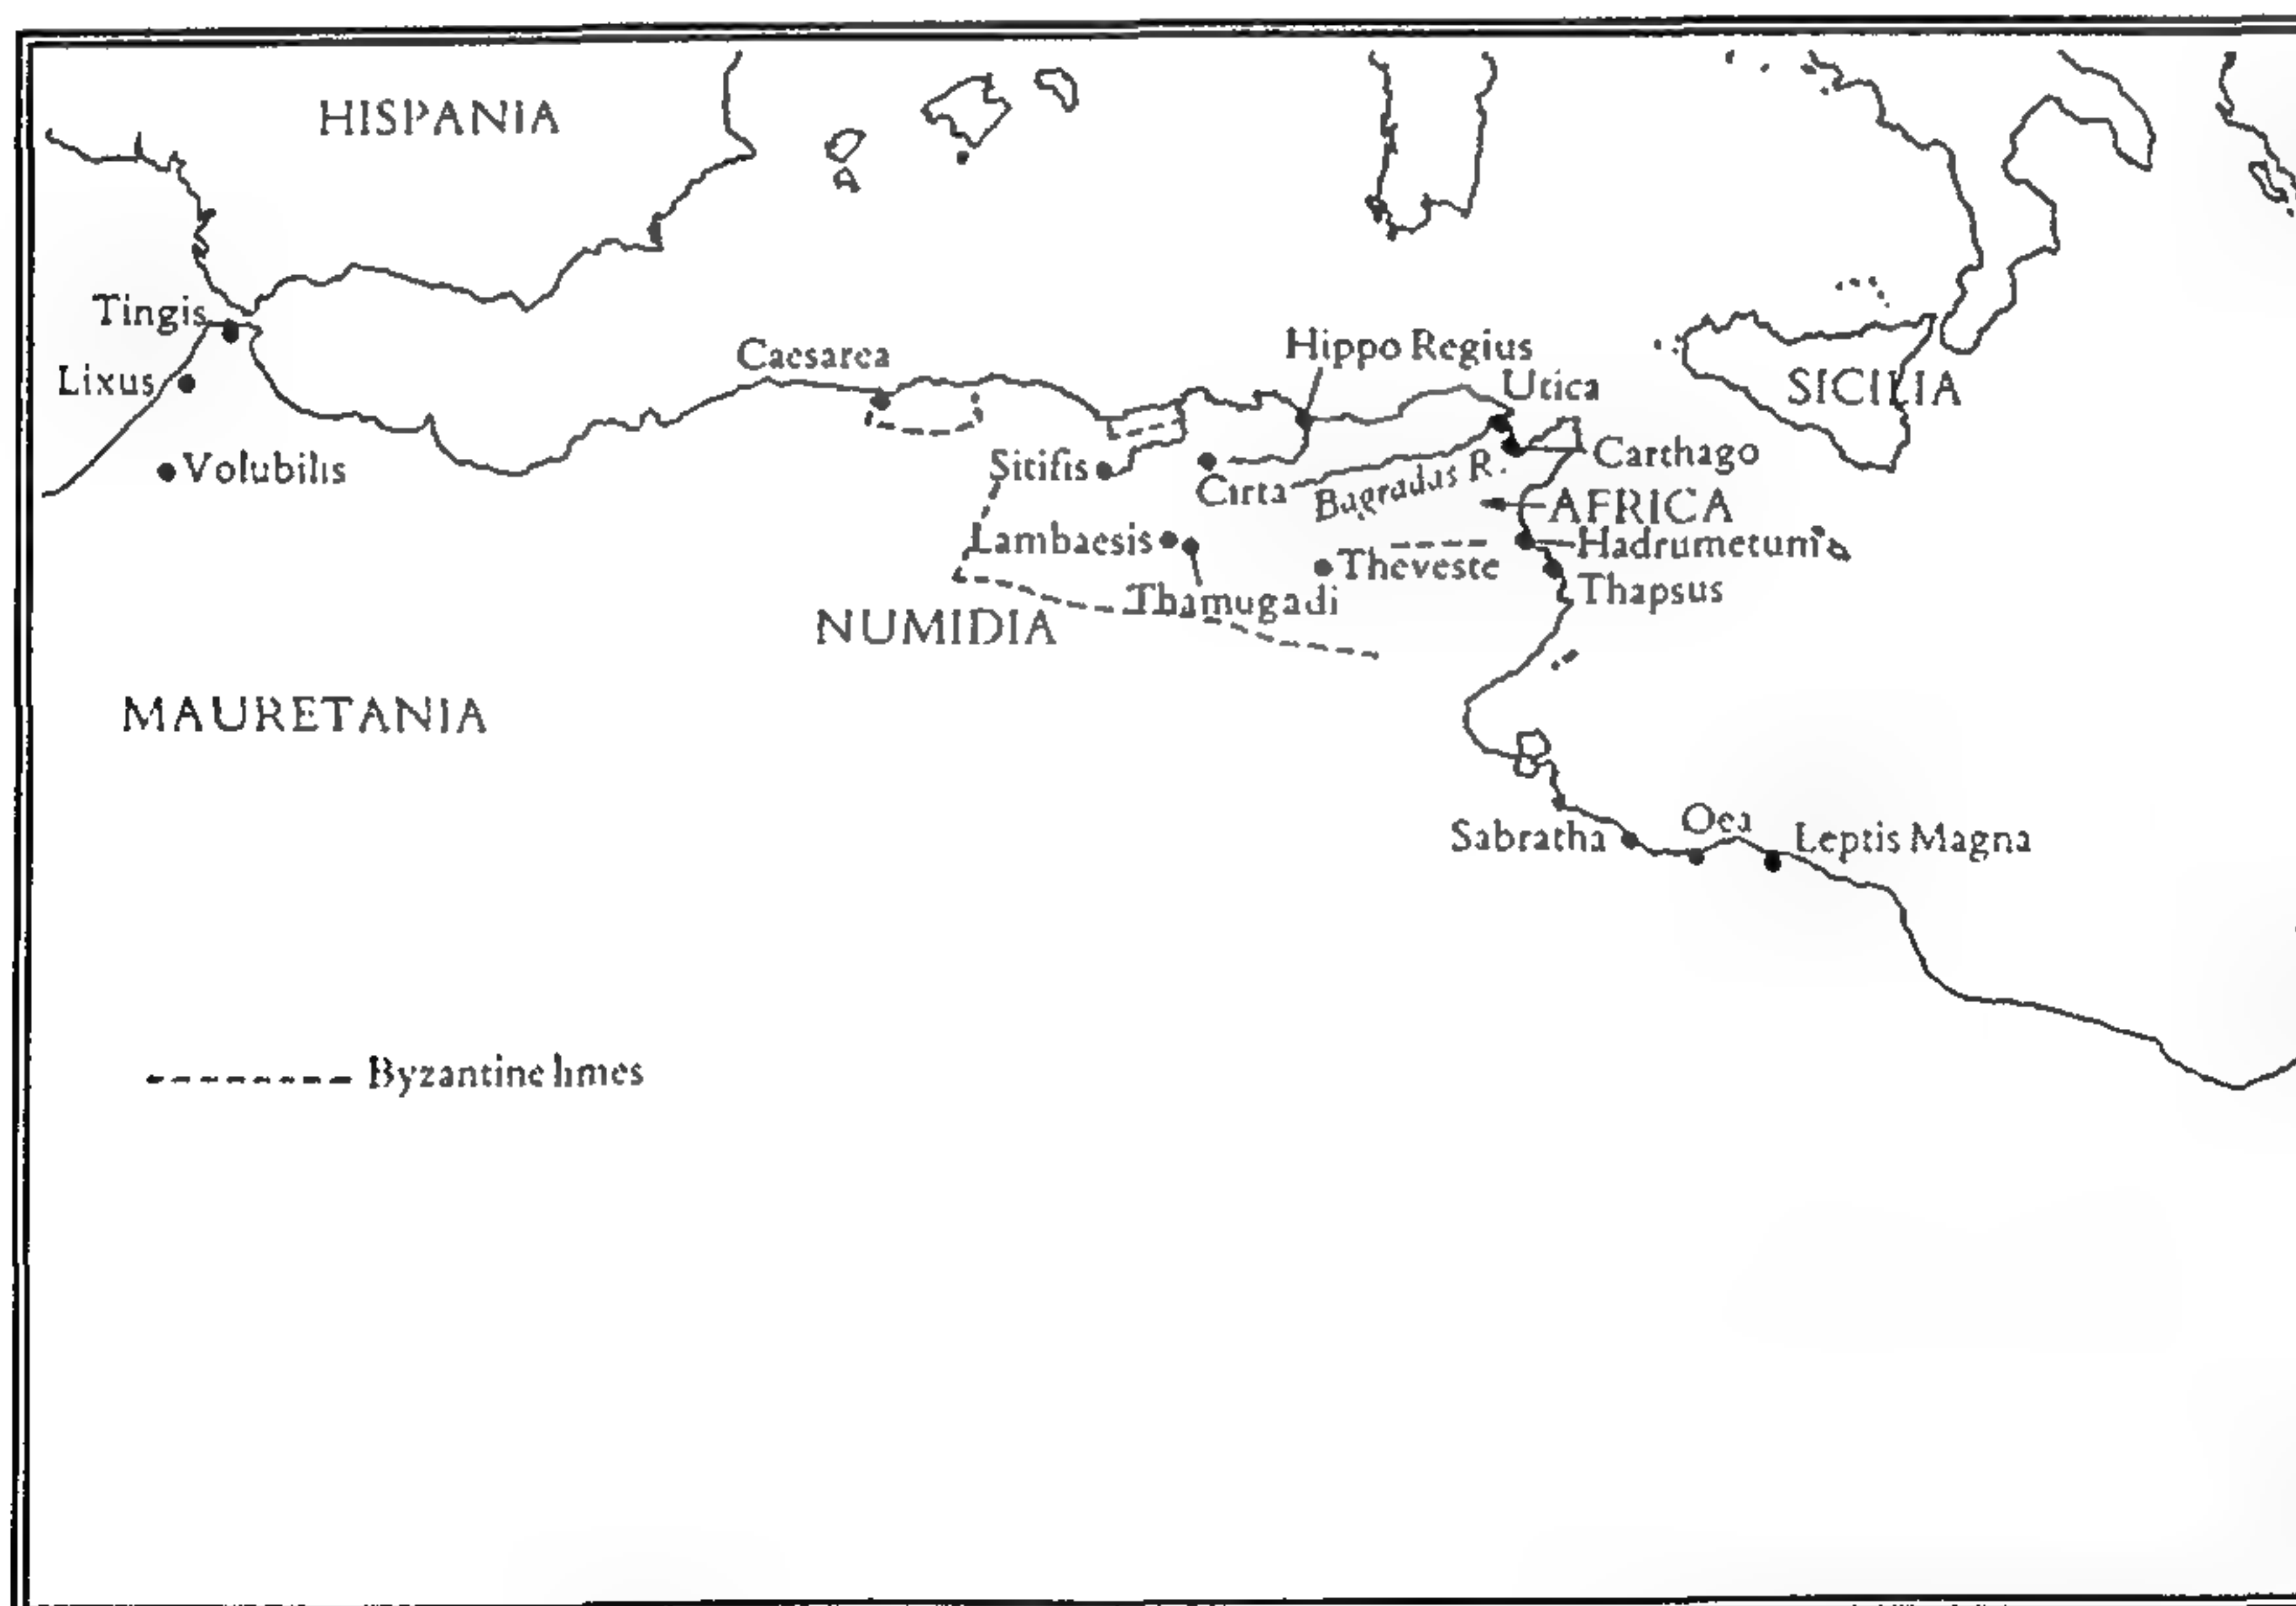 HISPANIA
Tingis
Lixus
Volubilis
Caesarea
Hippo Regius
Utica
SICILIA
Sitifis
Cirta
Bagradas R.
Carthago
AFRICA
Lambaesis
Hadrumetum
Theveste
Thapsus
Thamugadi
NUMIDIA
MAURETANIA
Sabratha
Oea
Leptis Magna
Byzantine limes